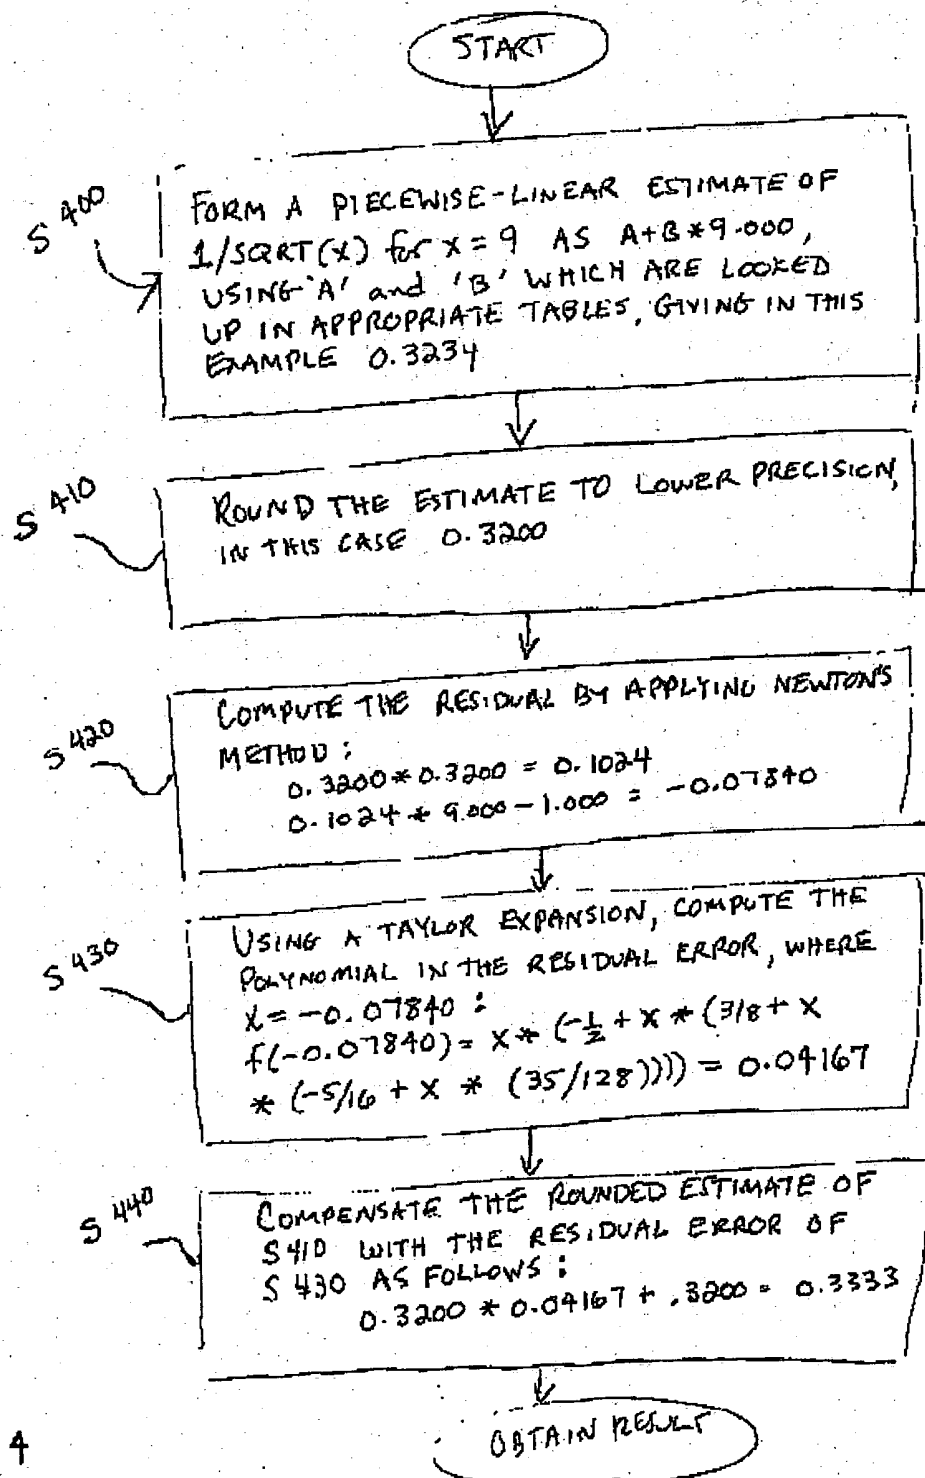 START
S 400
FORM A PIECEWISE-LINEAR ESTIMATE OF
1/SQRT(X) for x = 9 AS A+B*9.000,
USING 'A' and 'B' WHICH ARE LOOKED
UP IN APPROPRIATE TABLES, GIVING IN THIS
EXAMPLE 0.3234
S 410
ROUND THE ESTIMATE TO LOWER PRECISION,
IN THIS CASE 0.3200
S 420
COMPUTE THE RESIDUAL BY APPLYING NEWTON'S
METHOD:
0.3200 * 0.3200 = 0.1024
0.1024 * 9.000 - 1.000 = -0.07840
S 430
USING A TAYLOR EXPANSION, COMPUTE THE
POLYNOMIAL IN THE RESIDUAL ERROR, WHERE
X = -0.07840:
f(-0.07840) = X * (-1/2 + X * (3/8 + X
* (-5/16 + X * (35/128)))) = 0.04167
S 440
COMPENSATE THE ROUNDED ESTIMATE OF
S410 WITH THE RESIDUAL ERROR OF
S 430 AS FOLLOWS:
0.3200 * 0.04167 + .3200 = 0.3333
OBTAIN RESULT
4